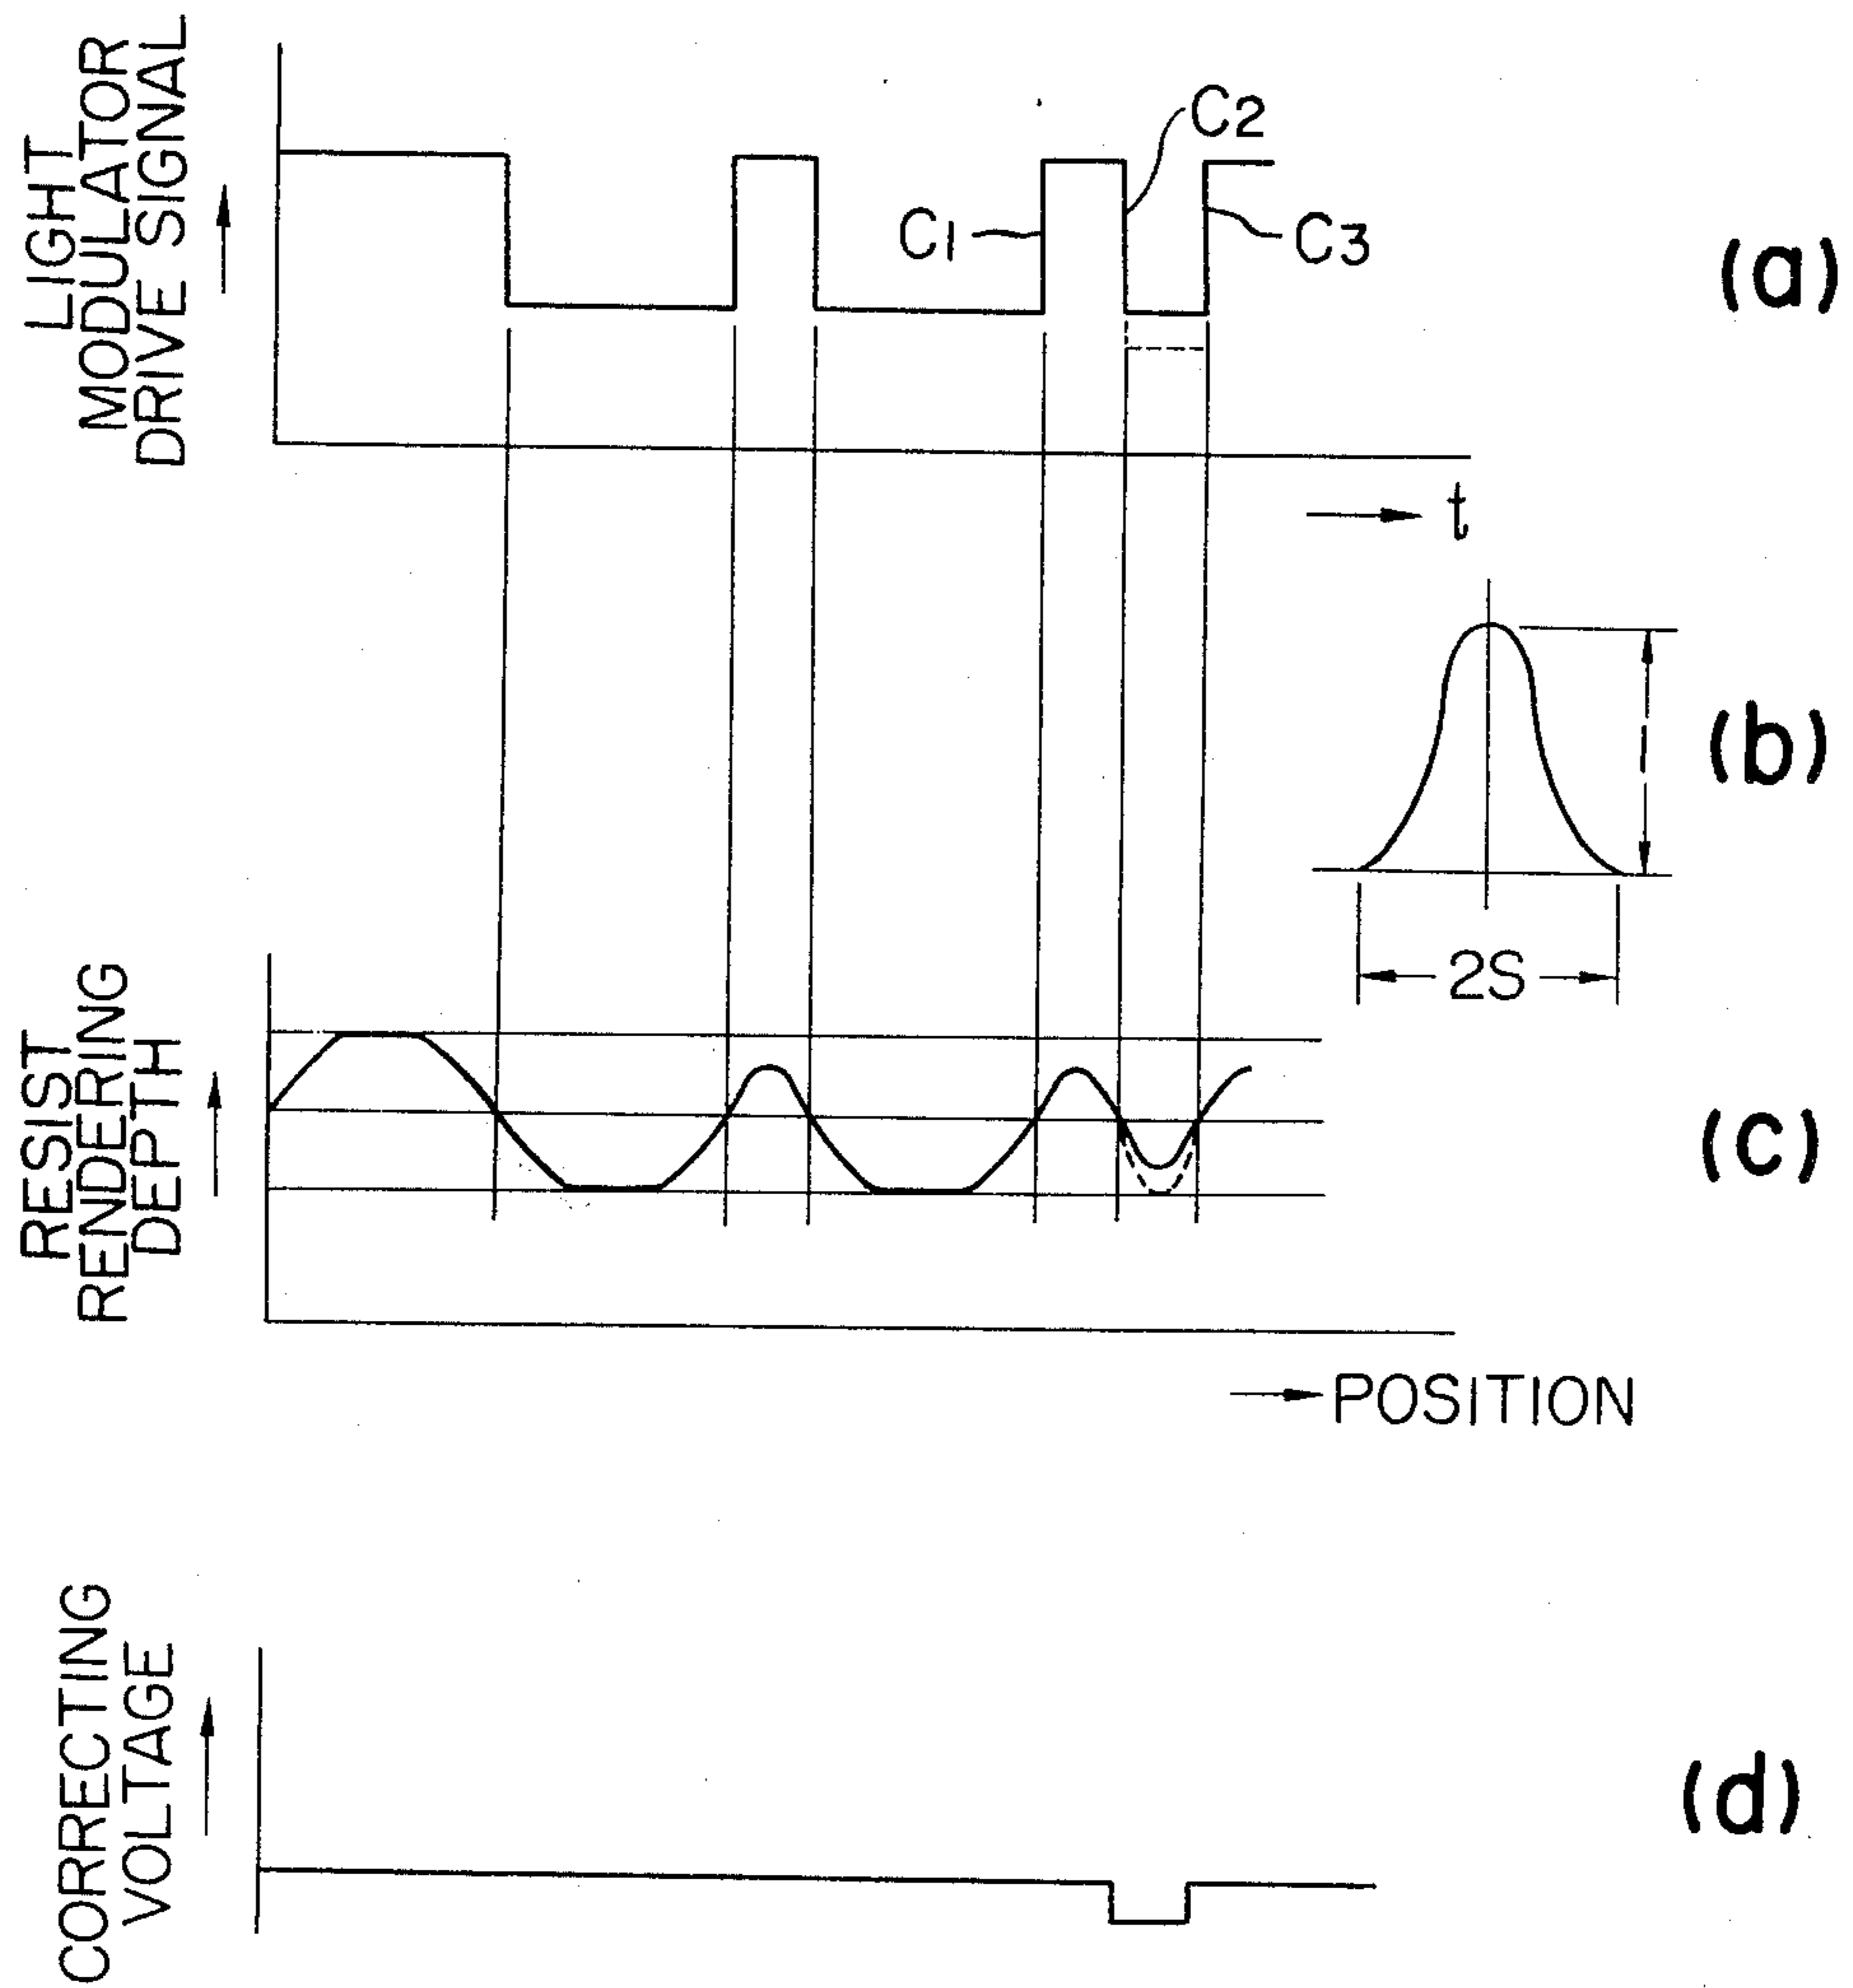 LIGHT
MODULATOR
DRIVE SIGNAL
C1
C2
C3
(a)
t
(b)
2S
RESIST
RENDERING
DEPTH
(c)
POSITION
CORRECTING
VOLTAGE
(d)